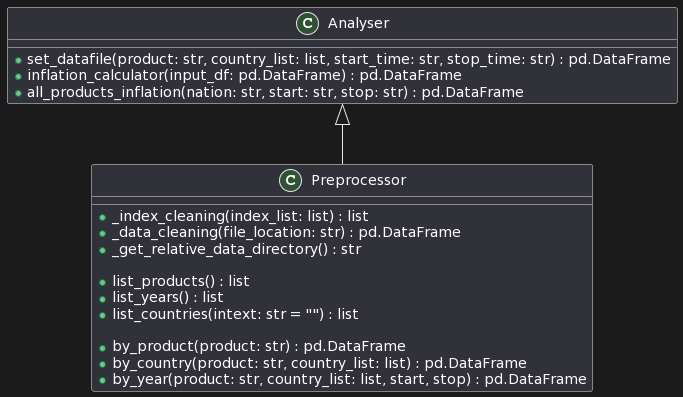 C Analyser
set_datafile(product: str, country_list: list, start_time: str, stop_time: str) : pd.DataFrame
inflation_calculator(input_df: pd.DataFrame) : pd.DataFrame
all_products_inflation(nation: str, start: str, stop: str) : pd.DataFrame
C Preprocessor
_index_cleaning(index_list: list) : list
_data_cleaning(file_location: str) : pd.DataFrame
_get_relative_data_directory() : str
list_products() : list
list_years() : list
list_countries(intext: str = "") : list
by_product(product: str) : pd.DataFrame
by_country(product: str, country_list: list) : pd.DataFrame
by_year(product: str, country_list: list, start, stop) : pd.DataFrame